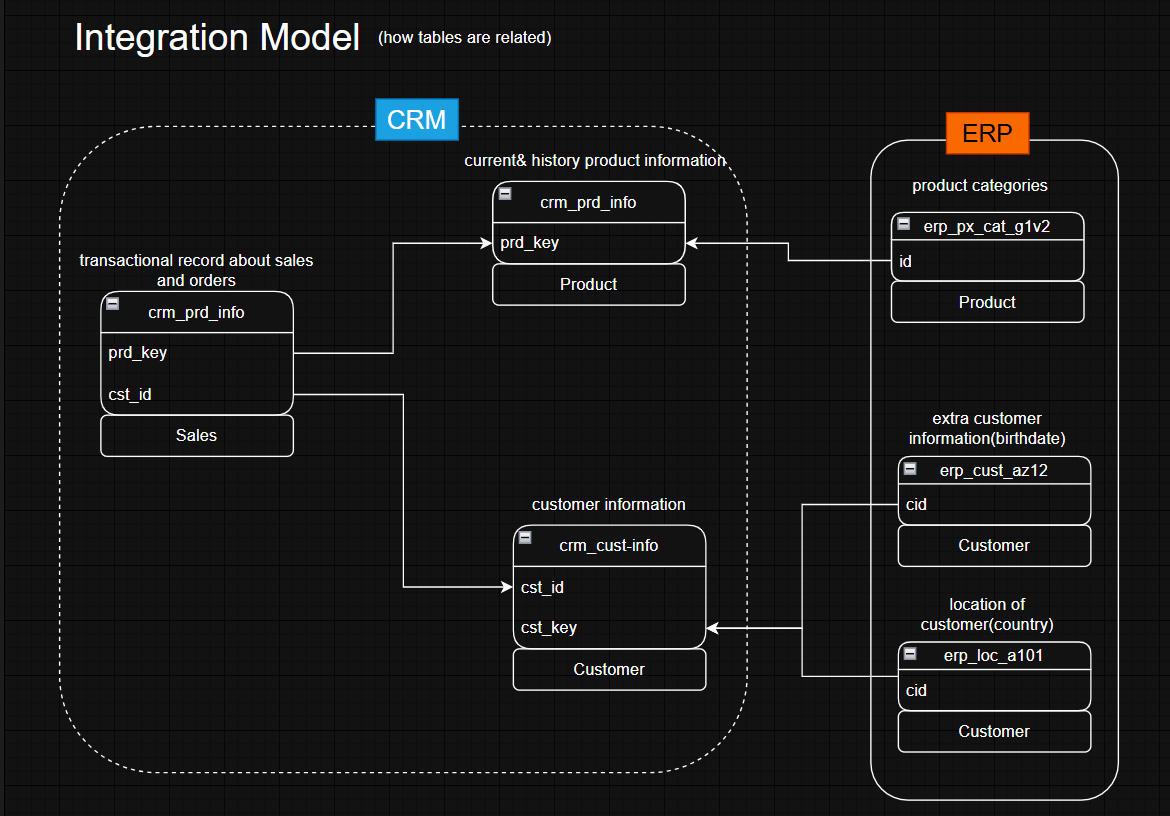 Integration Model (how tables are related)
CRM
current& history product information
crm_prd_info
prd_key
Product
transactional record about sales
and orders
crm_prd_info
prd_key
cst_id
Sales
customer information
crm_cust-info
cst_id
cst_key
Customer
ERP
product categories
erp_px_cat_g1v2
id
Product
extra customer
information(birthdate)
erp_cust_az12
cid
Customer
location of
customer(country)
erp_loc_a101
cid
Customer